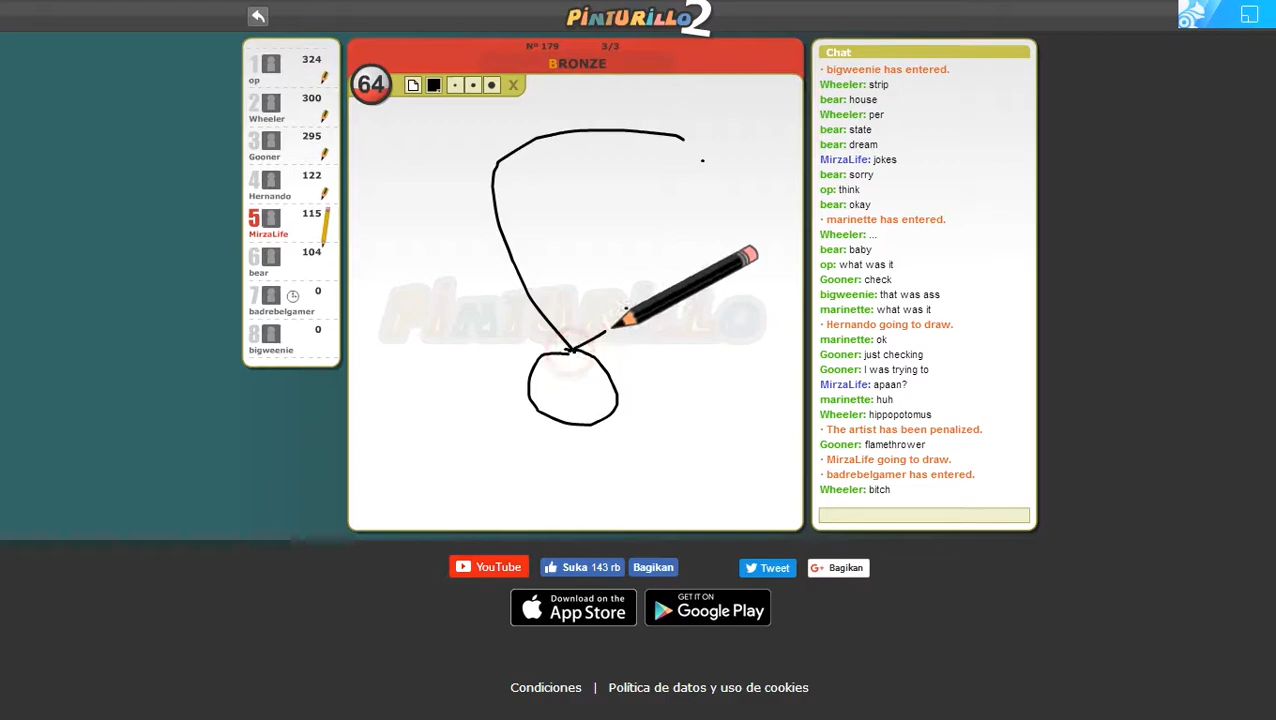 PINTURILLO2
1 op 324
2 Wheeler 300
3 Gooner 295
4 Hernando 122
5 MirzaLife 115
6 bear 104
7 badrebelgamer 0
8 bigweenie 0
Nº 179 3/3
BRONZE
64
X
PINTURILLO
Chat
· bigweenie has entered.
Wheeler: strip
bear: house
Wheeler: per
bear: state
bear: dream
MirzaLife: jokes
bear: sorry
op: think
bear: okay
· marinette has entered.
Wheeler: ...
bear: baby
op: what was it
Gooner: check
bigweenie: that was ass
marinette: what was it
· Hernando going to draw.
marinette: ok
Gooner: just checking
Gooner: I was trying to
MirzaLife: apaan?
marinette: huh
Wheeler: hippopotomus
· The artist has been penalized.
Gooner: flamethrower
· MirzaLife going to draw.
· badrebelgamer has entered.
Wheeler: bitch
YouTube
Suka 143 rb
Bagikan
Tweet
G+ Bagikan
Download on the
App Store
GET IT ON
Google Play
Condiciones | Política de datos y uso de cookies